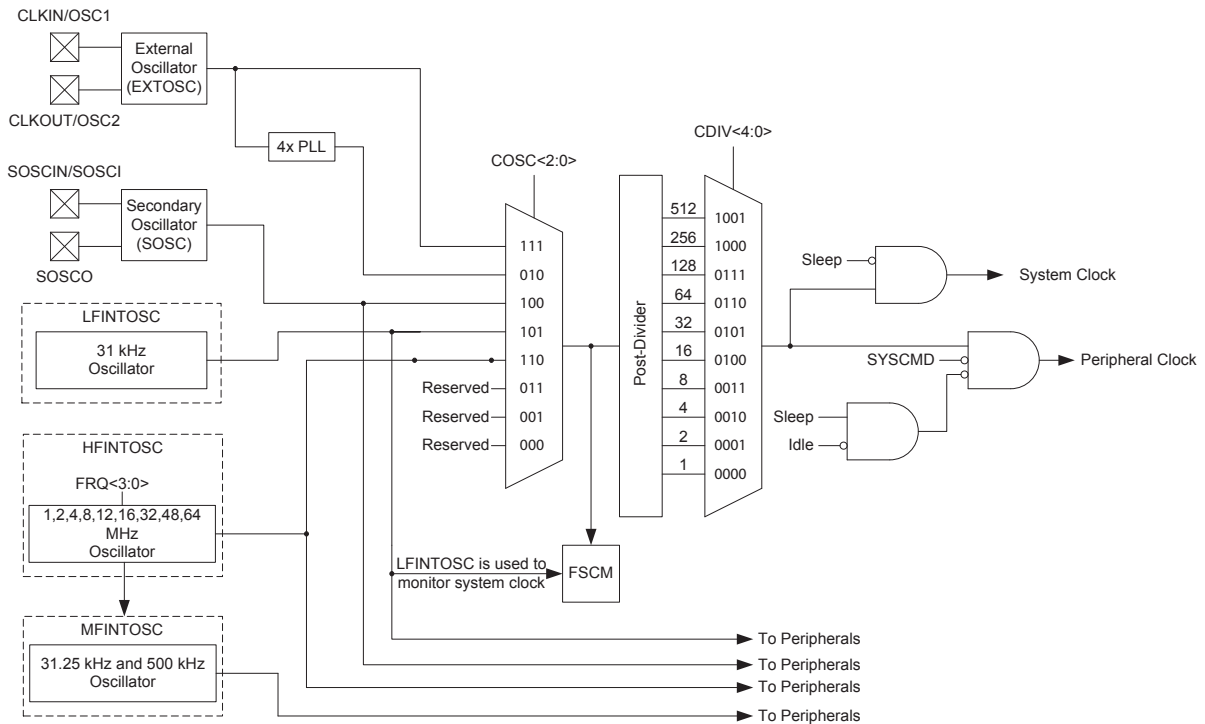 CLKIN/OSC1
External
Oscillator
(EXTOSC)
CLKOUT/OSC2
4x PLL
SOSCIN/SOSCI
Secondary
Oscillator
(SOSC)
SOSCO
LFINTOSC
31 kHz
Oscillator
HFINTOSC
FRQ<3:0>
1,2,4,8,12,16,32,48,64
MHz
Oscillator
MFINTOSC
31.25 kHz and 500 kHz
Oscillator
COSC<2:0>
111
010
100
101
110
Reserved 011
Reserved 001
Reserved 000
LFINTOSC is used to
monitor system clock
FSCM
Post-Divider
CDIV<4:0>
512 1001
256 1000
128 0111
64 0110
32 0101
16 0100
8 0011
4 0010
2 0001
1 0000
Sleep
System Clock
SYSCMD
Peripheral Clock
Sleep
Idle
To Peripherals
To Peripherals
To Peripherals
To Peripherals